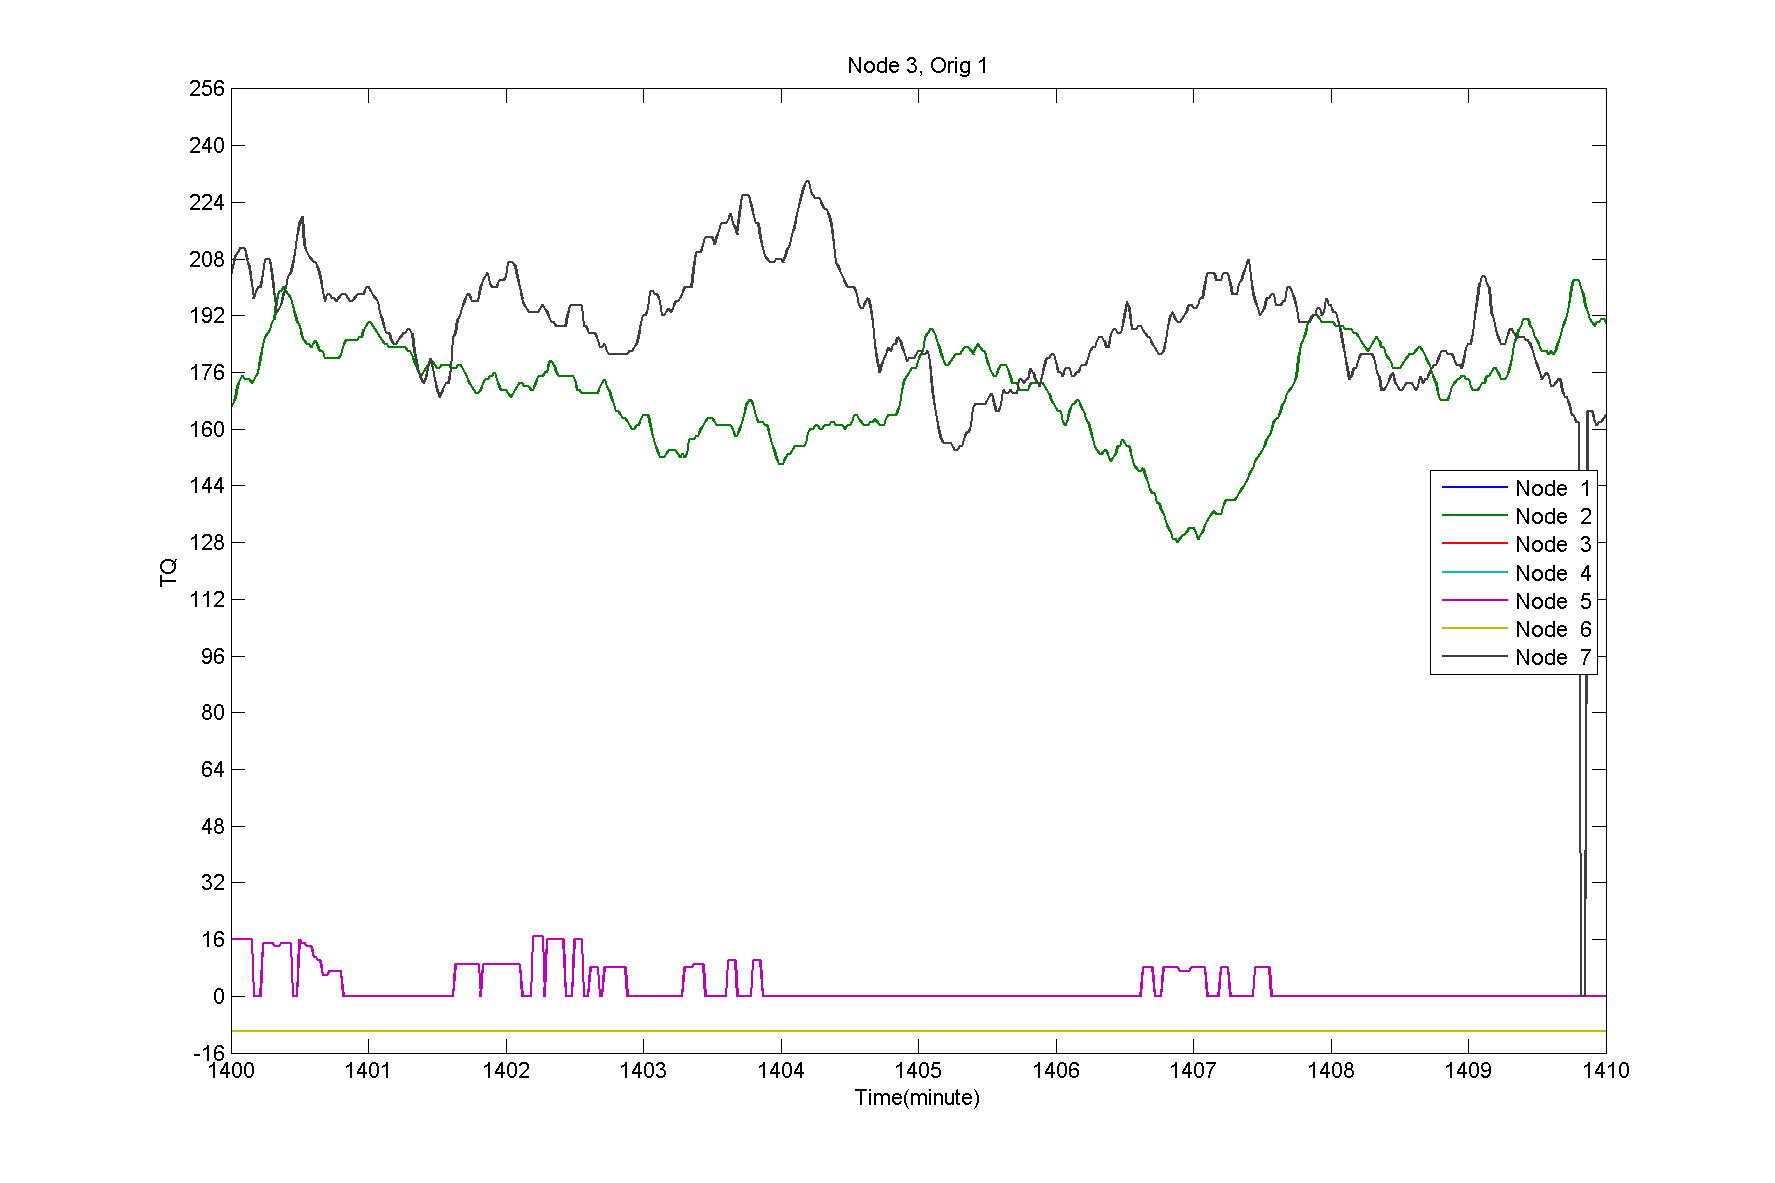 Node 3, Orig 1
256
240
224
208
192
176
160
144
128
112
96
80
64
48
32
16
0
-16
TQ
Node 1
Node 2
Node 3
Node 4
Node 5
Node 6
Node 7
1400 1401 1402 1403 1404 1405 1406 1407 1408 1409 1410
Time(minute)